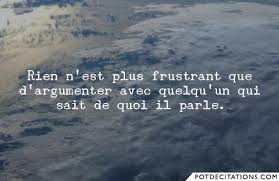 Rien n'est plus frustrant que
d'argumenter avec quelqu'un qui
sait de quoi il parle.
POTDECITATIONS.COM